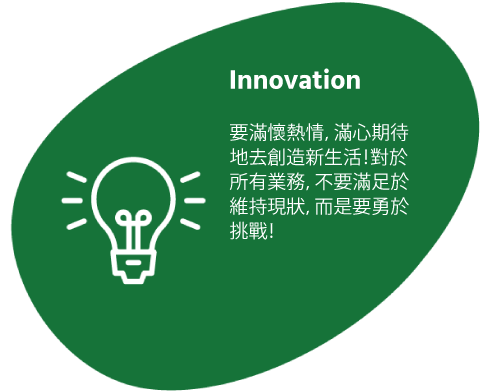 Innovation
要滿懷熱情, 滿心期待
地去創造新生活!對於
所有業務, 不要滿足於
維持現狀, 而是要勇於
挑戰!